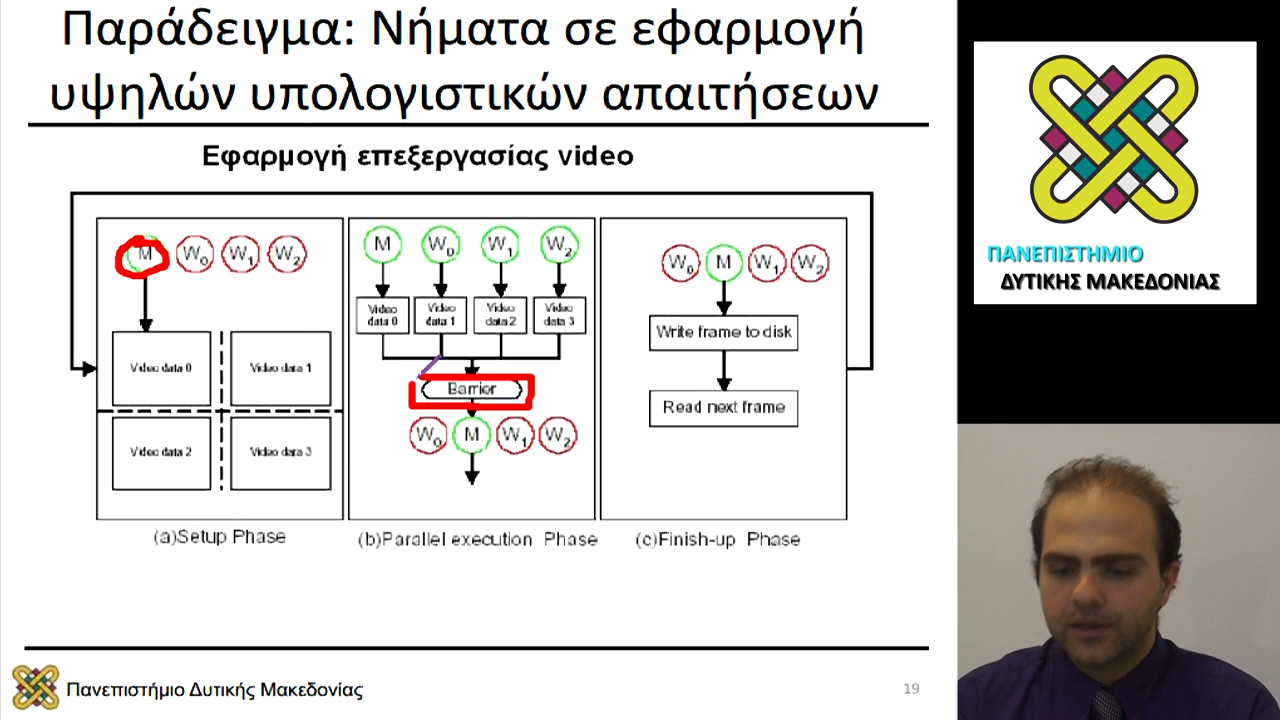 Παράδειγμα: Νήματα σε εφαρμογή
υψηλών υπολογιστικών απαιτήσεων
Εφαρμογή επεξεργασίας video
M W0 W1 W2
Video data 0 Video data 1
Video data 2 Video data 3
(a)Setup Phase
M W0 W1 W2
Video data 0 Video data 1 Video data 2 Video data 3
Barrier
W0 M W1 W2
(b)Parallel execution Phase
W0 M W1 W2
Write frame to disk
Read next frame
(c)Finish-up Phase
Πανεπιστήμιο Δυτικής Μακεδονίας
19
ΠΑΝΕΠΙΣΤΗΜΙΟ
ΔΥΤΙΚΗΣ ΜΑΚΕΔΟΝΙΑΣ